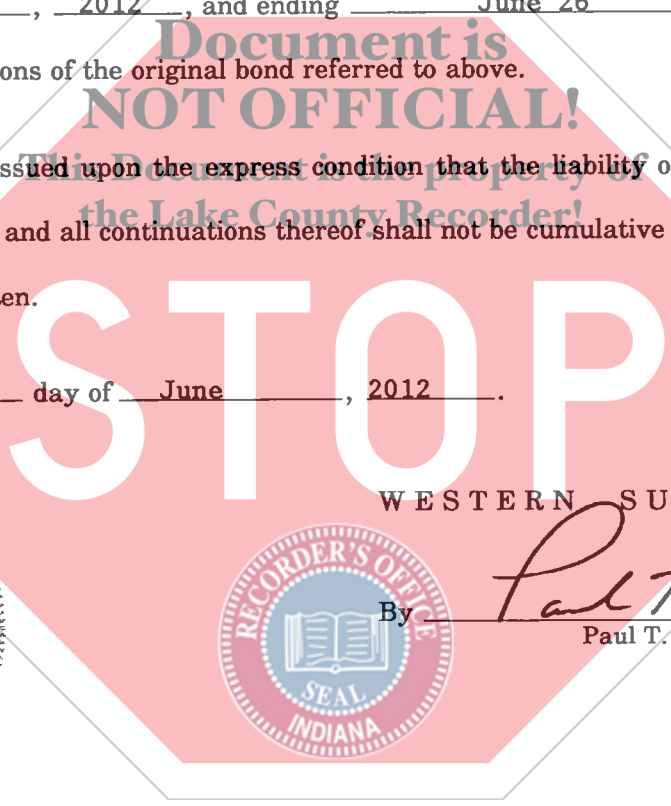 , 2012 , and ending June 26
Document is
ons of the original bond referred to above.
NOT OFFICIAL!
This Document is the property of
ssued upon the express condition that the liability o
the Lake County Recorder!
and all continuations thereof shall not be cumulative
en.
STOP
day of June , 2012 .
WESTERN SU
RECORDER'S OFFICE
By Paul T
Paul T.
SEAL
INDIANA